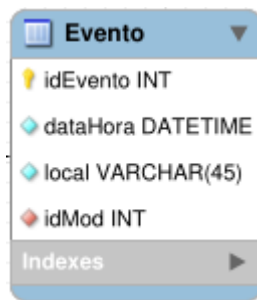 Evento
idEvento INT
dataHora DATETIME
local VARCHAR(45)
idMod INT
Indexes